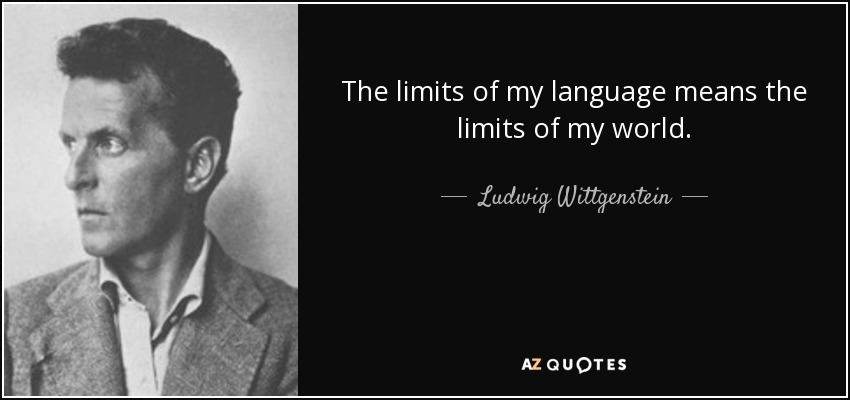 The limits of my language means the
limits of my world.
Ludwig Wittgenstein
AZ QUOTES